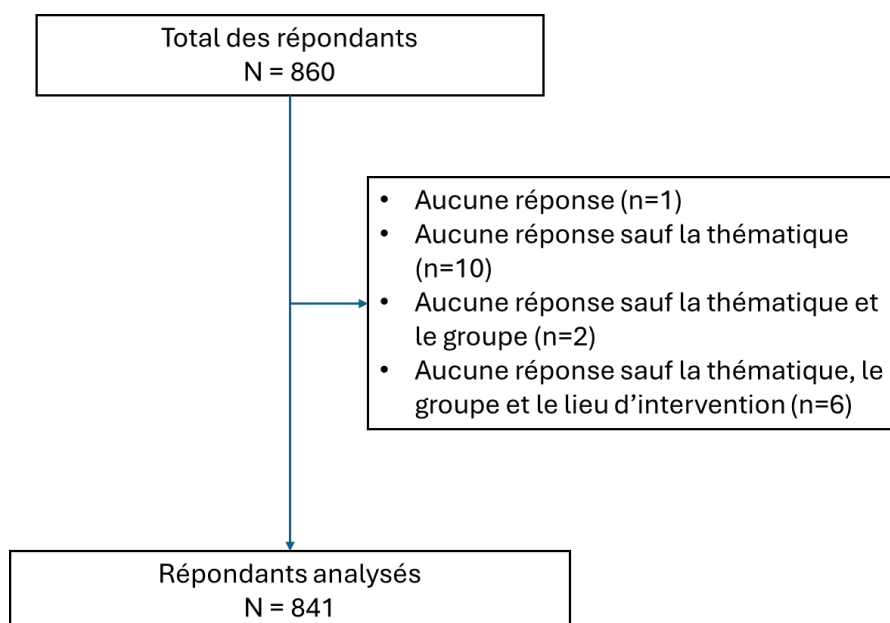 Total des répondants
N = 860
• Aucune réponse (n=1)
• Aucune réponse sauf la thématique
(n=10)
• Aucune réponse sauf la thématique et
le groupe (n=2)
• Aucune réponse sauf la thématique, le
groupe et le lieu d’intervention (n=6)
Répondants analysés
N = 841